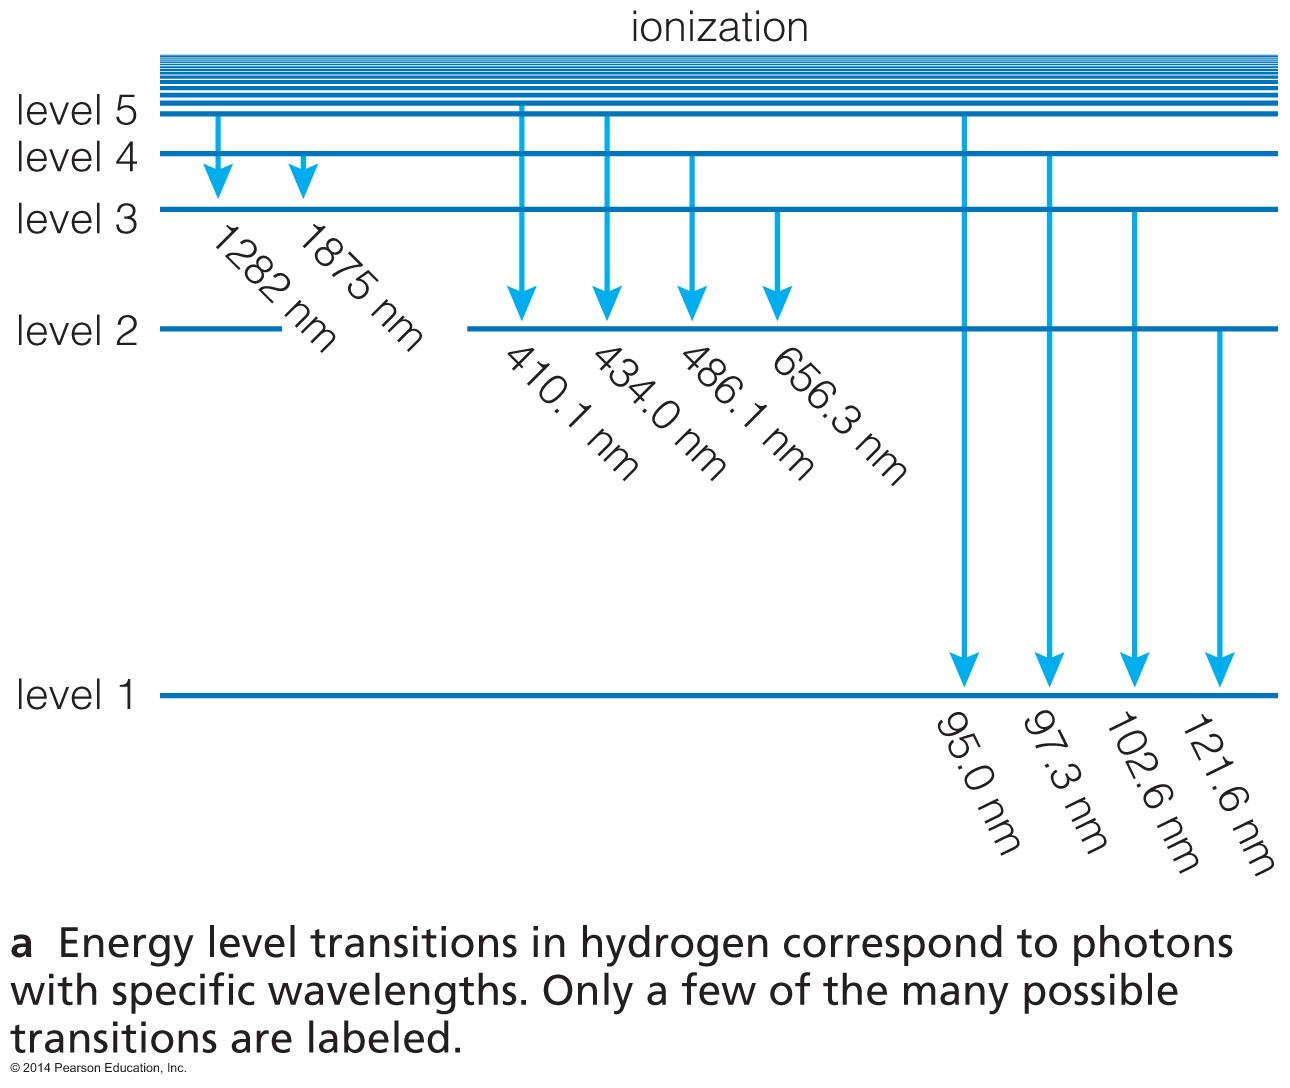 ionization
level 5
level 4
level 3
1282 nm
1875 nm
level 2
410.1 nm
434.0 nm
486.1 nm
656.3 nm
level 1
95.0 nm
97.3 nm
102.6 nm
121.6 nm
a Energy level transitions in hydrogen correspond to photons
with specific wavelengths. Only a few of the many possible
transitions are labeled.
© 2014 Pearson Education, Inc.